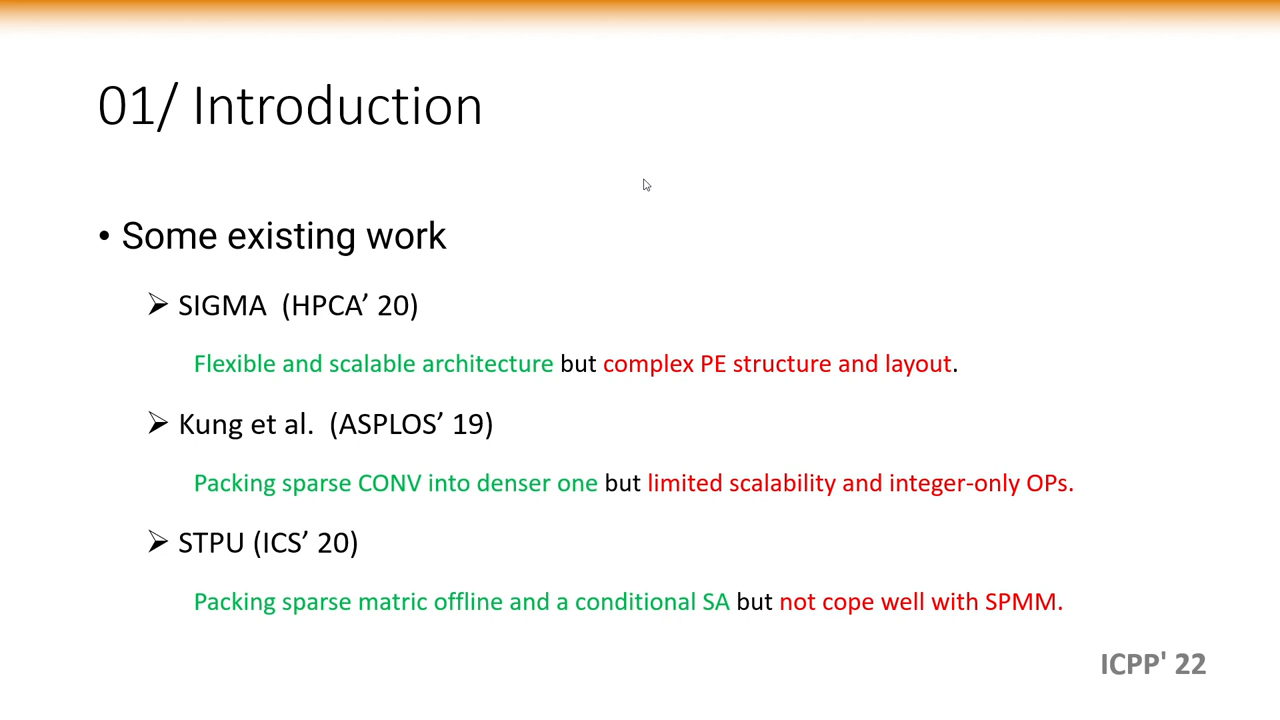 01/ Introduction
• Some existing work
➢ SIGMA (HPCA’ 20)
Flexible and scalable architecture but complex PE structure and layout.
➢ Kung et al. (ASPLOS’ 19)
Packing sparse CONV into denser one but limited scalability and integer-only OPs.
➢ STPU (ICS’ 20)
Packing sparse matric offline and a conditional SA but not cope well with SPMM.
ICPP' 22